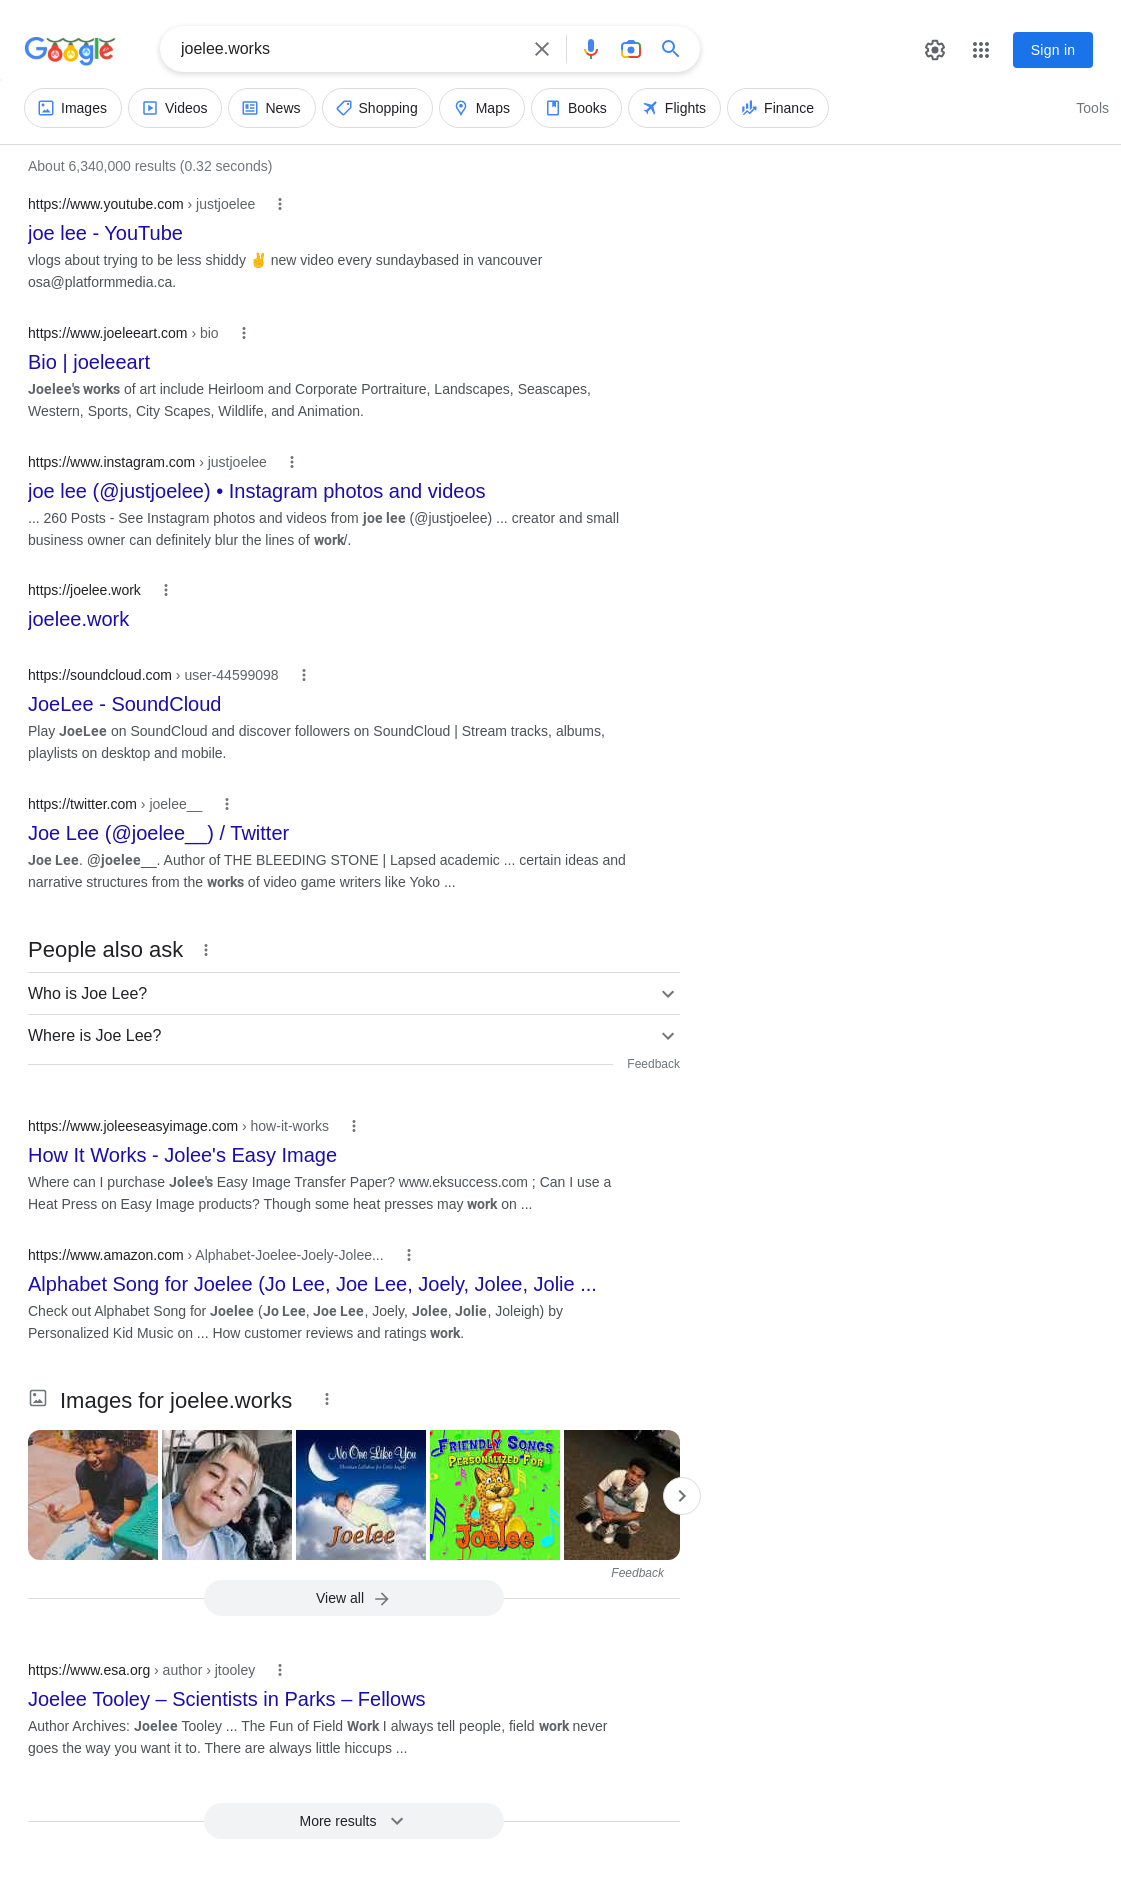 Google
joelee.works
Sign in
Images
Videos
News
Shopping
Maps
Books
Flights
Finance
Tools
About 6,340,000 results (0.32 seconds)
https://www.youtube.com › justjoelee
joe lee - YouTube
vlogs about trying to be less shiddy ✌️ new video every sundaybased in vancouver
osa@platformmedia.ca.
https://www.joeleeart.com › bio
Bio | joeleeart
Joelee's works of art include Heirloom and Corporate Portraiture, Landscapes, Seascapes,
Western, Sports, City Scapes, Wildlife, and Animation.
https://www.instagram.com › justjoelee
joe lee (@justjoelee) • Instagram photos and videos
... 260 Posts - See Instagram photos and videos from joe lee (@justjoelee) ... creator and small
business owner can definitely blur the lines of work/.
https://joelee.work
joelee.work
https://soundcloud.com › user-44599098
JoeLee - SoundCloud
Play JoeLee on SoundCloud and discover followers on SoundCloud | Stream tracks, albums,
playlists on desktop and mobile.
https://twitter.com › joelee__
Joe Lee (@joelee__) / Twitter
Joe Lee. @joelee__. Author of THE BLEEDING STONE | Lapsed academic ... certain ideas and
narrative structures from the works of video game writers like Yoko ...
People also ask
Who is Joe Lee?
Where is Joe Lee?
Feedback
https://www.joleeseasyimage.com › how-it-works
How It Works - Jolee's Easy Image
Where can I purchase Jolee's Easy Image Transfer Paper? www.eksuccess.com ; Can I use a
Heat Press on Easy Image products? Though some heat presses may work on ...
https://www.amazon.com › Alphabet-Joelee-Joely-Jolee...
Alphabet Song for Joelee (Jo Lee, Joe Lee, Joely, Jolee, Jolie ...
Check out Alphabet Song for Joelee (Jo Lee, Joe Lee, Joely, Jolee, Jolie, Joleigh) by
Personalized Kid Music on ... How customer reviews and ratings work.
Images for joelee.works
No One Like You
Christian Lullabies for Little Angels
Joelee
FRIENDLY SONGS
PERSONALIZED FOR
Joelee
Feedback
View all
https://www.esa.org › author › jtooley
Joelee Tooley – Scientists in Parks – Fellows
Author Archives: Joelee Tooley ... The Fun of Field Work I always tell people, field work never
goes the way you want it to. There are always little hiccups ...
More results